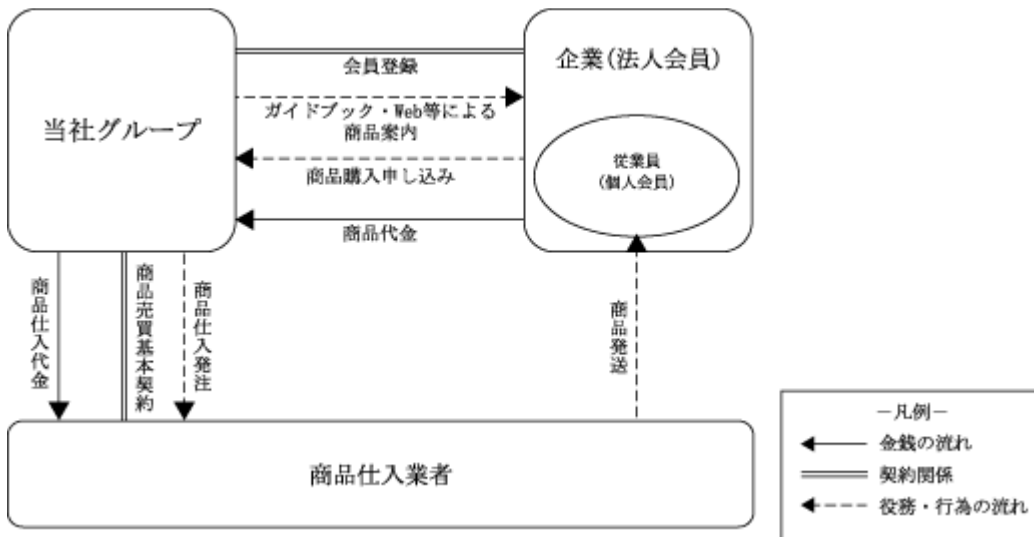 当社グループ
企業(法人会員)
会員登録
ガイドブック・Web等による
商品案内
商品購入申し込み
商品代金
従業員
(個人会員)
商品仕入代金
商品売買基本契約
商品仕入発注
商品発送
商品仕入業者
－凡例－
金銭の流れ
契約関係
役務・行為の流れ